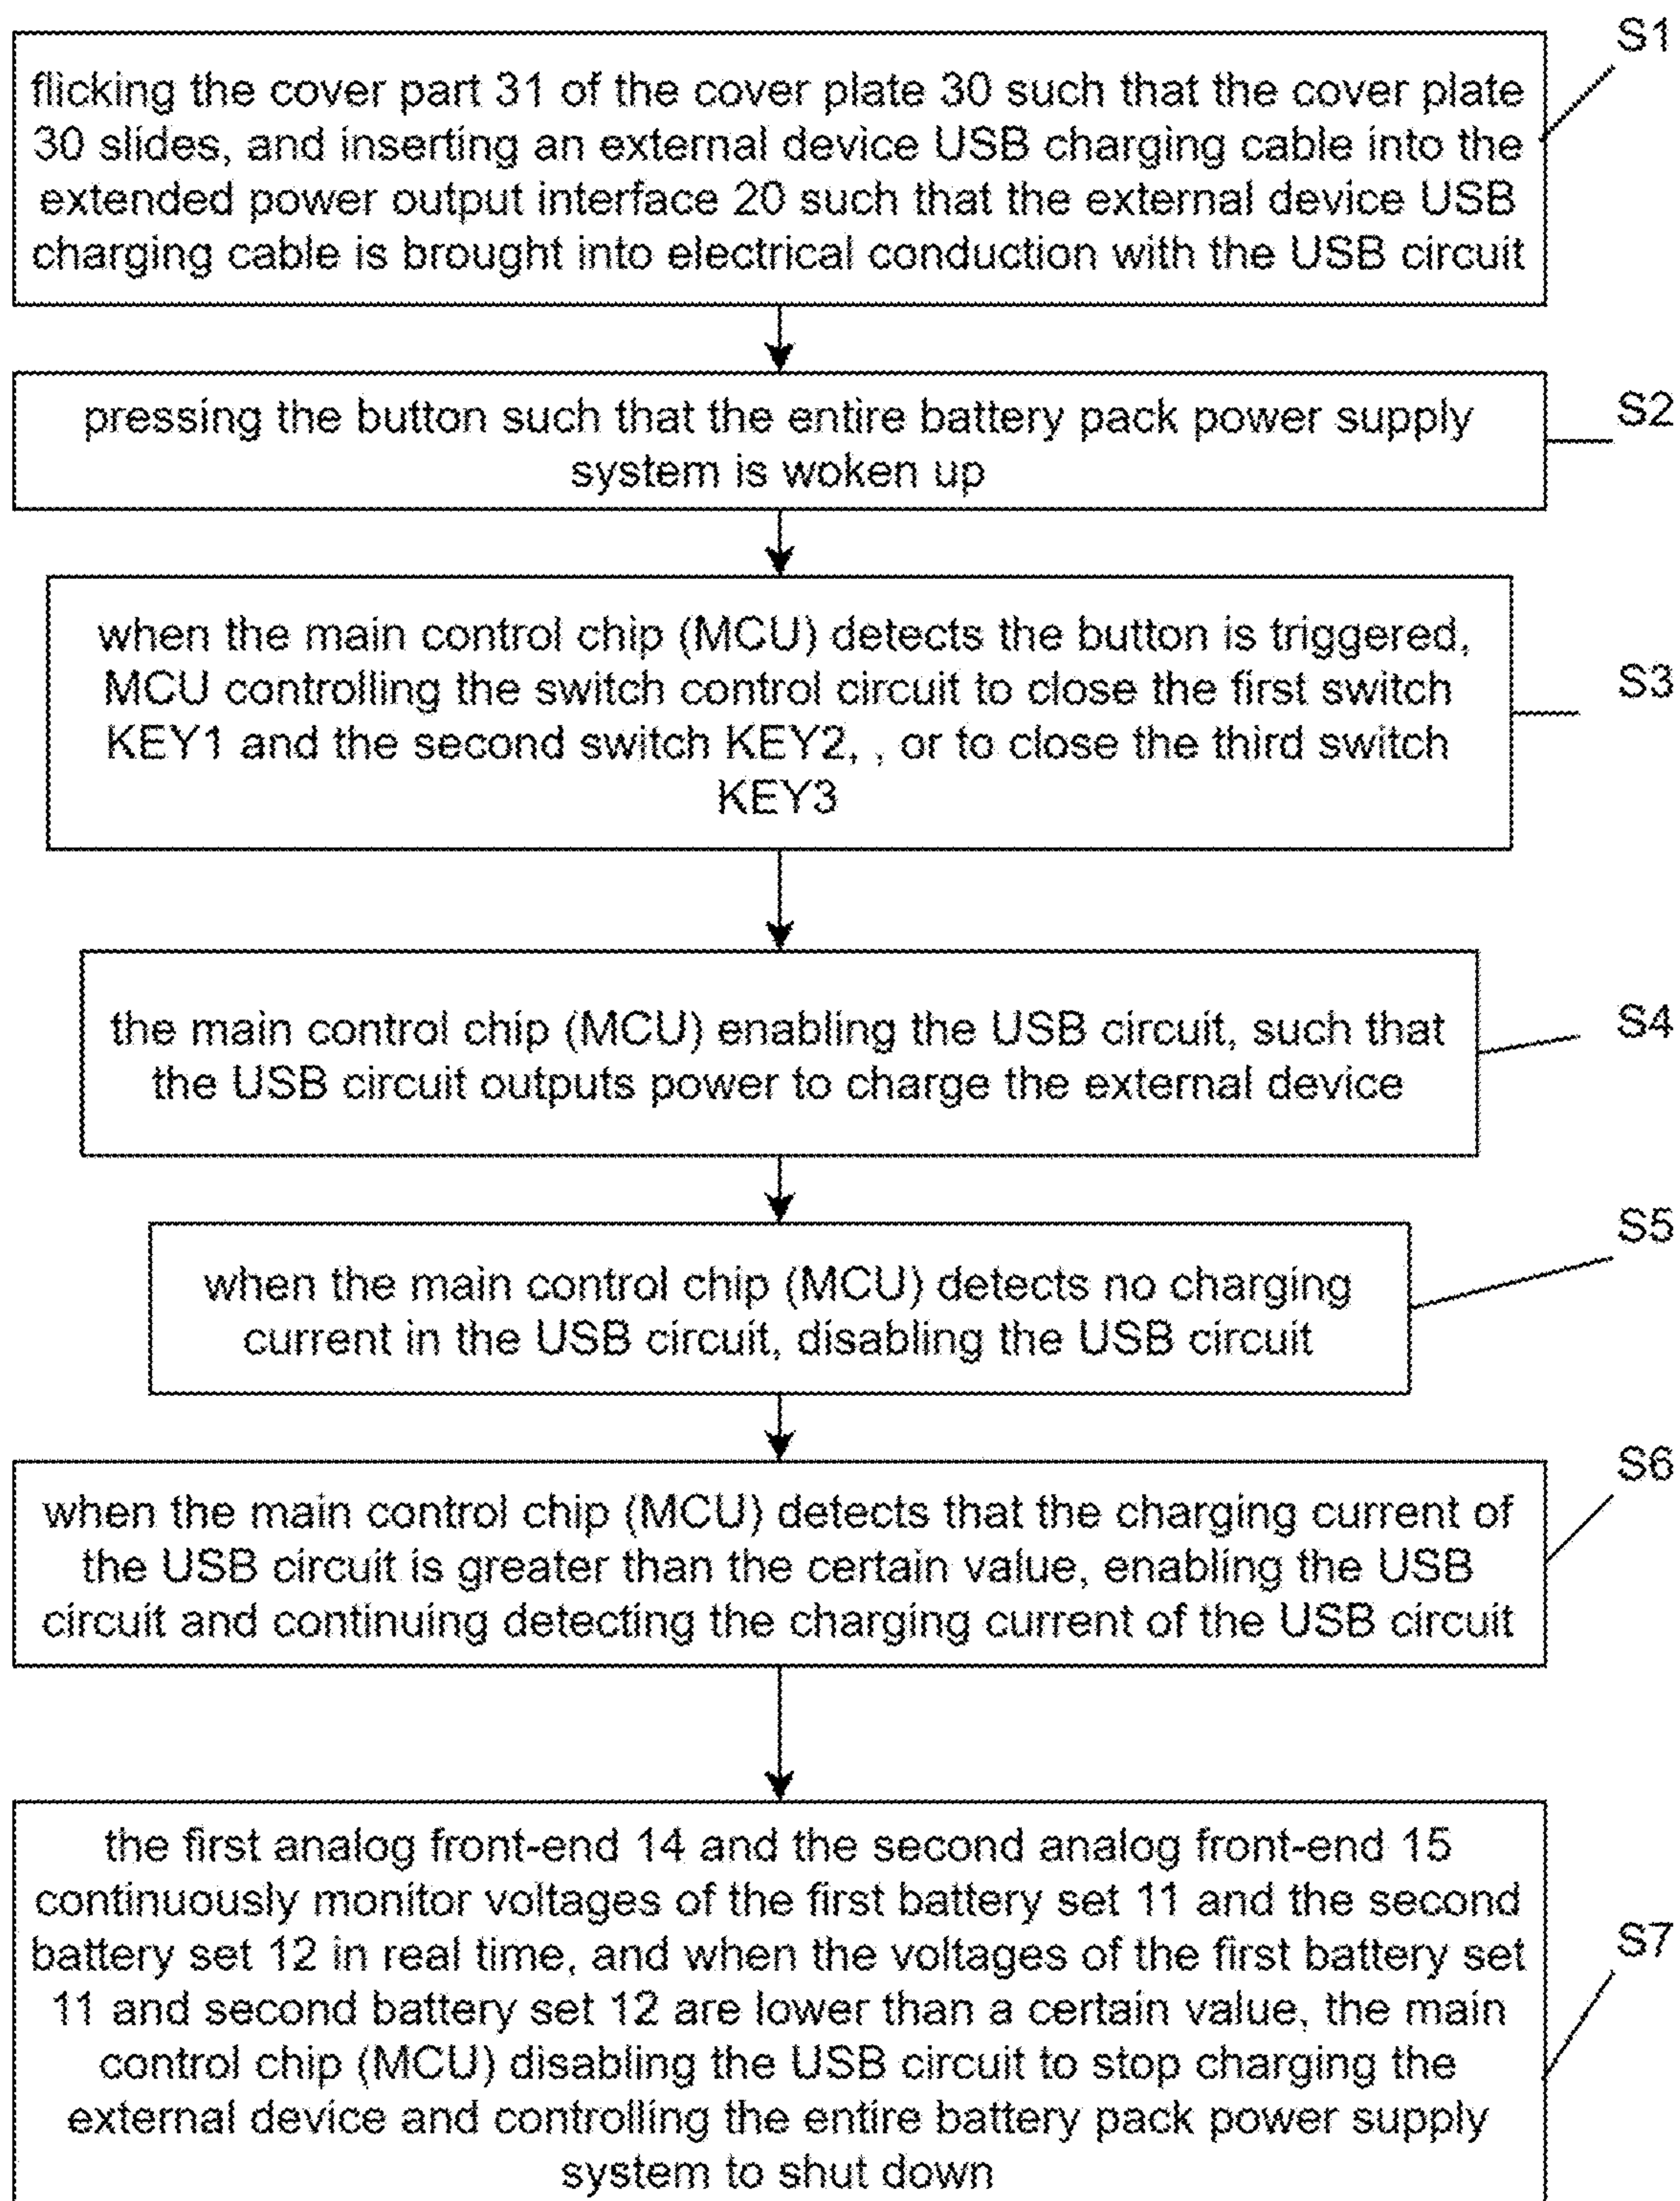 S1
flicking the cover part 31 of the cover plate 30 such that the cover plate
30 slides, and inserting an external device USB charging cable into the
extended power output interface 20 such that the external device USB
charging cable is brought into electrical conduction with the USB circuit
S2
pressing the button such that the entire battery pack power supply
system is woken up
S3
when the main control chip (MCU) detects the button is triggered,
MCU controlling the switch control circuit to close the first switch
KEY1 and the second switch KEY2, , or to close the third switch
KEY3
S4
the main control chip (MCU) enabling the USB circuit, such that
the USB circuit outputs power to charge the external device
S5
when the main control chip (MCU) detects no charging
current in the USB circuit, disabling the USB circuit
S6
when the main control chip (MCU) detects that the charging current of
the USB circuit is greater than the certain value, enabling the USB
circuit and continuing detecting the charging current of the USB circuit
S7
the first analog front-end 14 and the second analog front-end 15
continuously monitor voltages of the first battery set 11 and the second
battery set 12 in real time, and when the voltages of the first battery set
11 and second battery set 12 are lower than a certain value, the main
control chip (MCU) disabling the USB circuit to stop charging the
external device and controlling the entire battery pack power supply
system to shut down